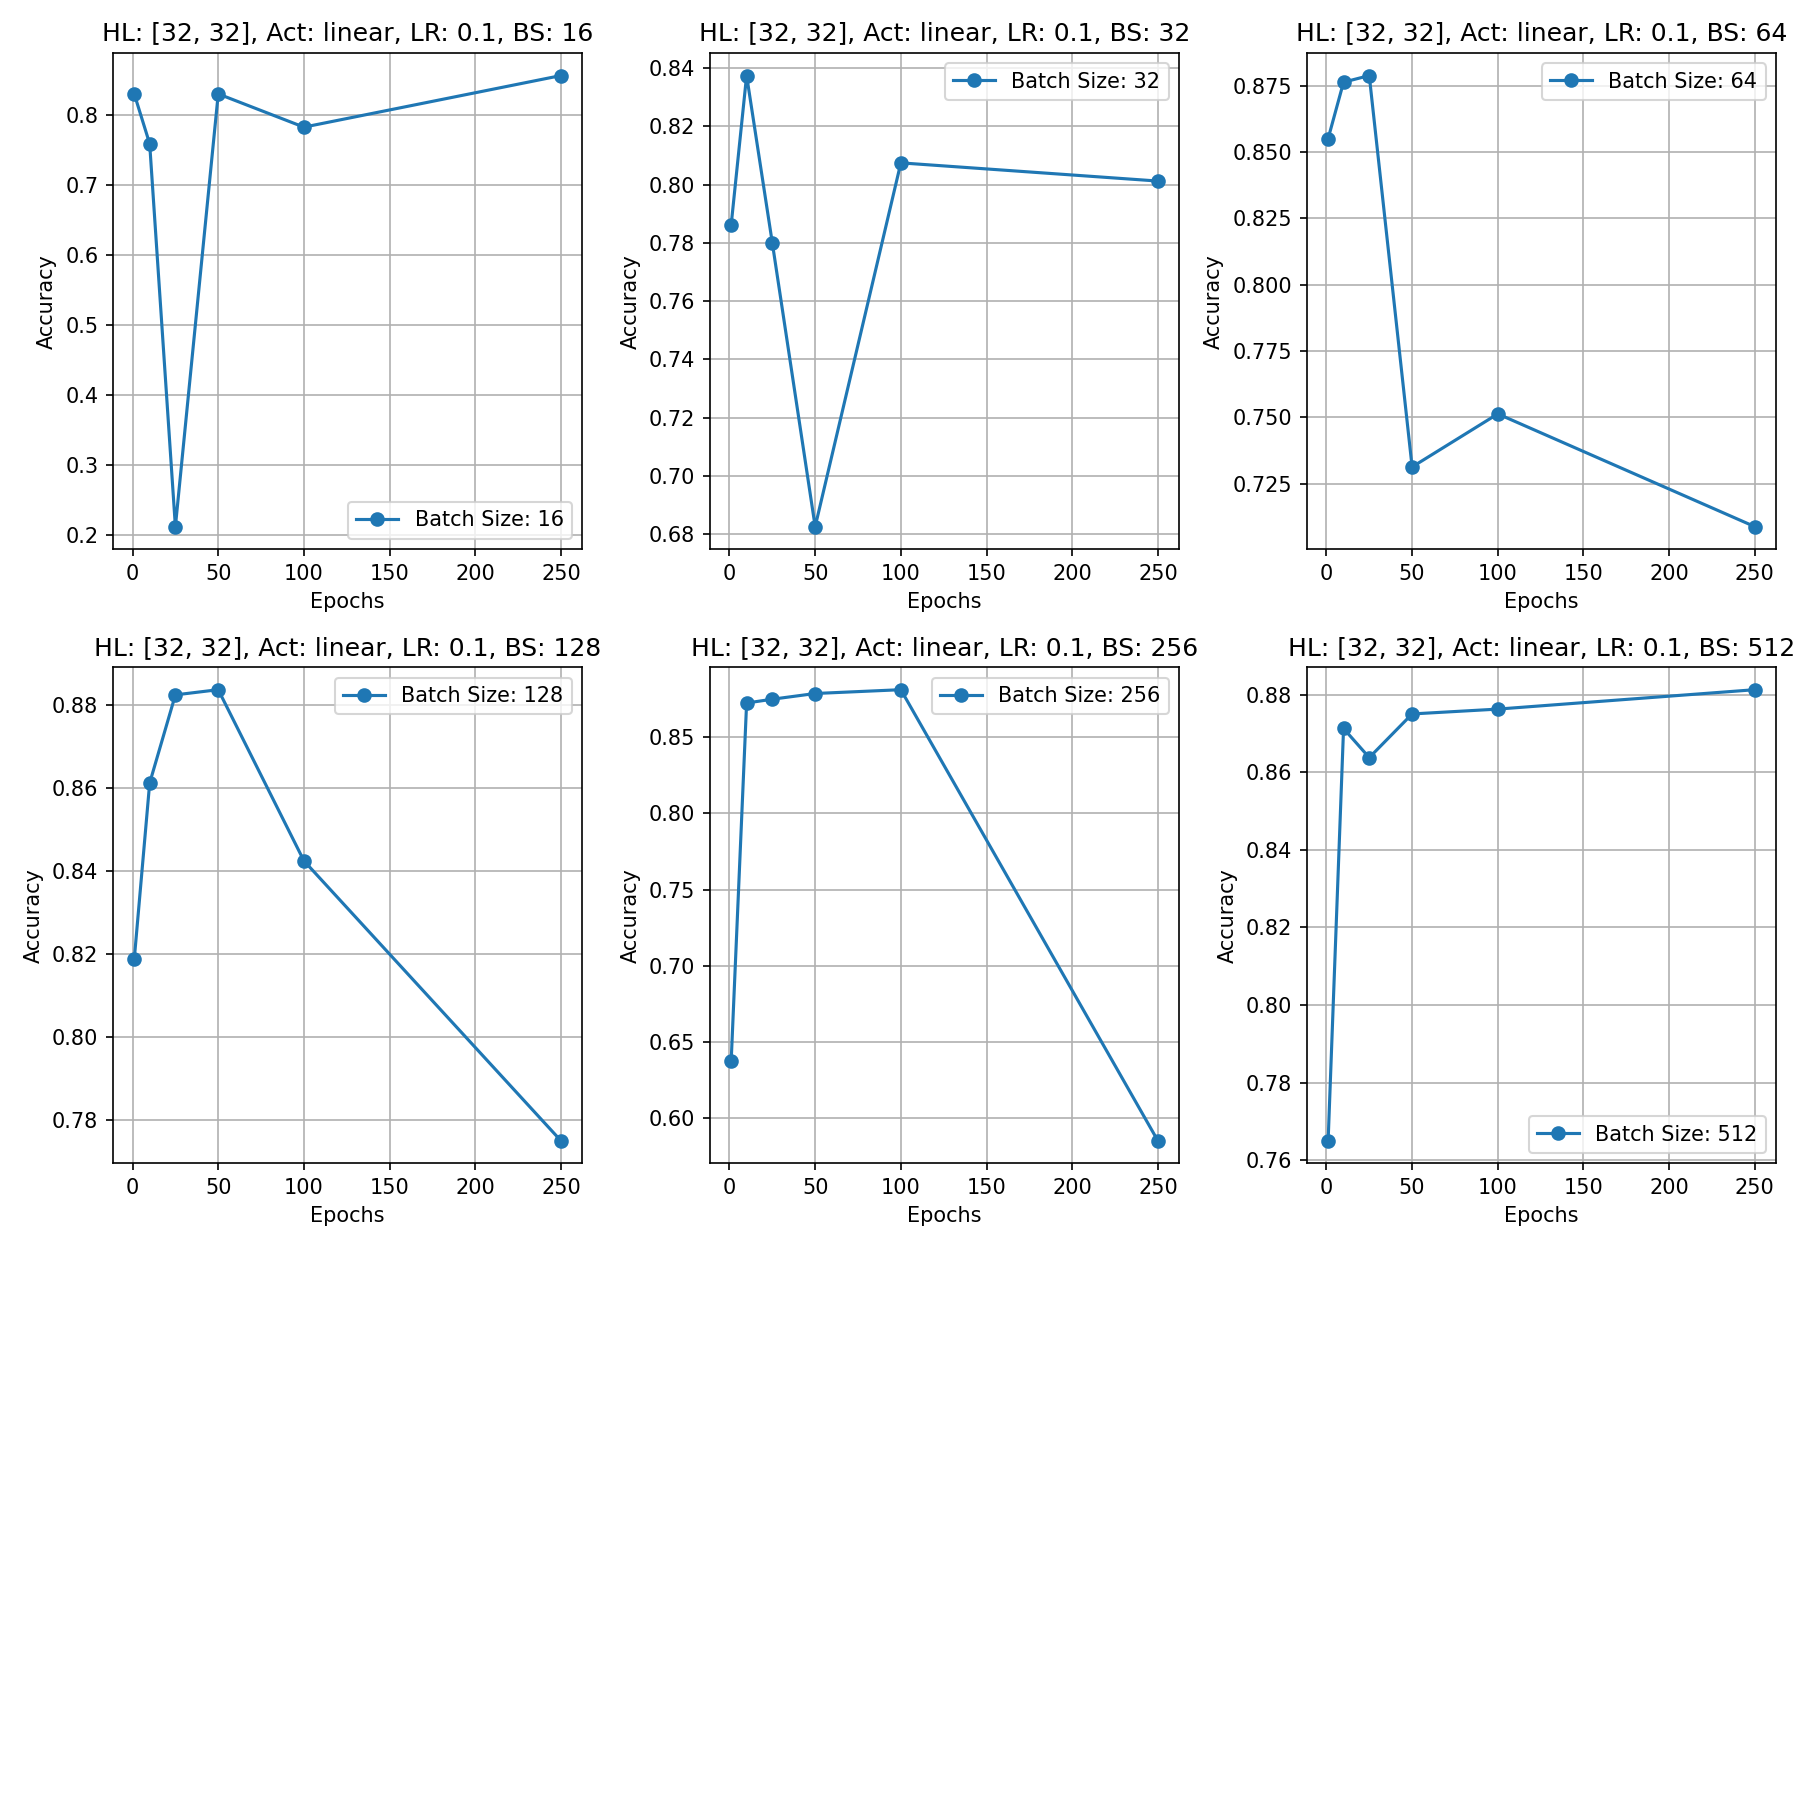 HL: [32, 32], Act: linear, LR: 0.1, BS: 16
0.8
0.7
0.6
0.5
0.4
0.3
0.2
Accuracy
Batch Size: 16
0 50 100 150 200 250
Epochs
HL: [32, 32], Act: linear, LR: 0.1, BS: 32
0.84
0.82
0.80
0.78
0.76
0.74
0.72
0.70
0.68
Accuracy
Batch Size: 32
0 50 100 150 200 250
Epochs
HL: [32, 32], Act: linear, LR: 0.1, BS: 64
0.875
0.850
0.825
0.800
0.775
0.750
0.725
Accuracy
Batch Size: 64
0 50 100 150 200 250
Epochs
HL: [32, 32], Act: linear, LR: 0.1, BS: 128
0.88
0.86
0.84
0.82
0.80
0.78
Accuracy
Batch Size: 128
0 50 100 150 200 250
Epochs
HL: [32, 32], Act: linear, LR: 0.1, BS: 256
0.85
0.80
0.75
0.70
0.65
0.60
Accuracy
Batch Size: 256
0 50 100 150 200 250
Epochs
HL: [32, 32], Act: linear, LR: 0.1, BS: 512
0.88
0.86
0.84
0.82
0.80
0.78
0.76
Accuracy
Batch Size: 512
0 50 100 150 200 250
Epochs